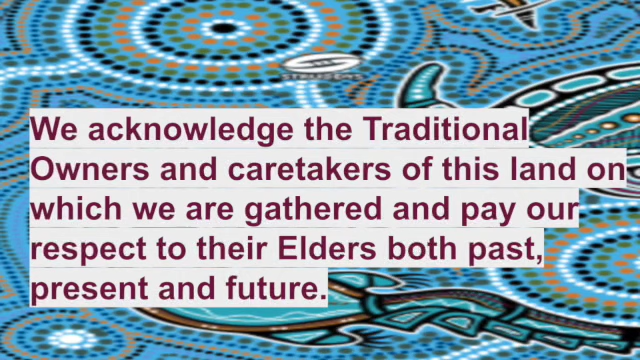 We acknowledge the Traditional
Owners and caretakers of this land on
which we are gathered and pay our
respect to their Elders both past,
present and future.